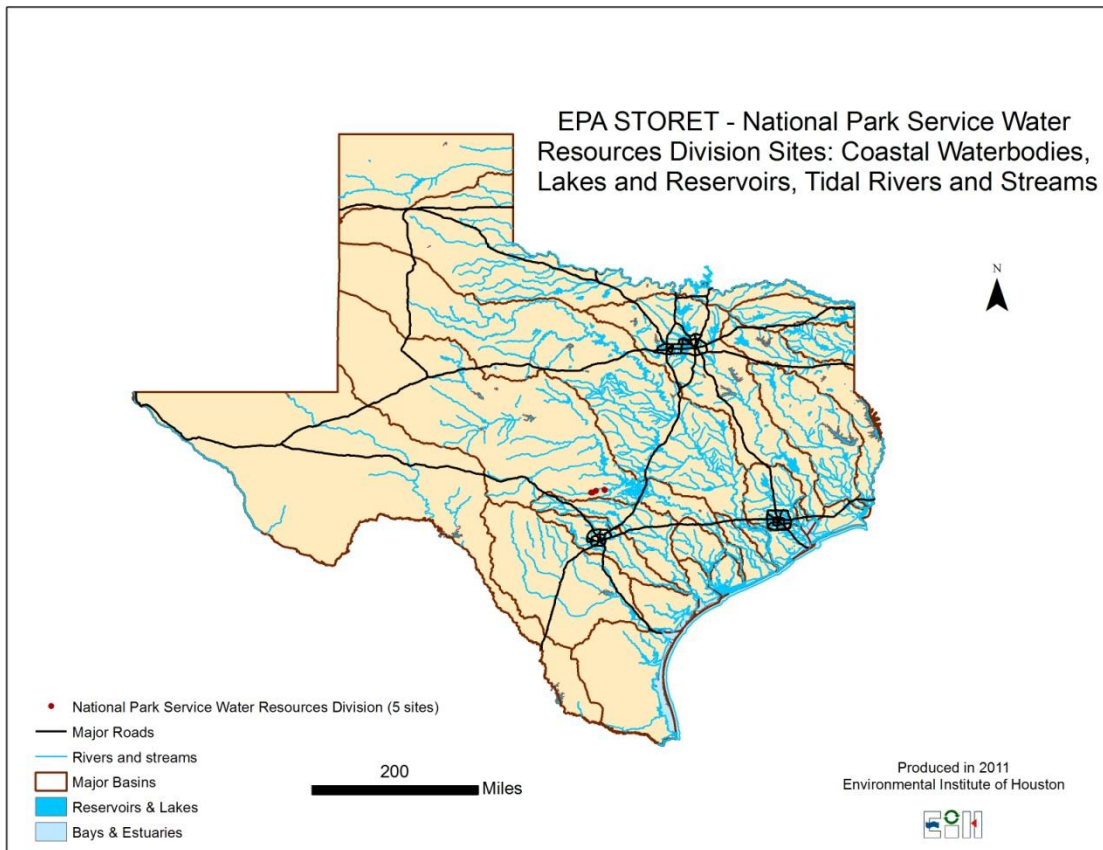 EPA STORET - National Park Service Water
Resources Division Sites: Coastal Waterbodies,
Lakes and Reservoirs, Tidal Rivers and Streams
N
National Park Service Water Resources Division (5 sites)
Major Roads
Rivers and streams
Major Basins
Reservoirs & Lakes
Bays & Estuaries
200
Miles
Produced in 2011
Environmental Institute of Houston
EIH